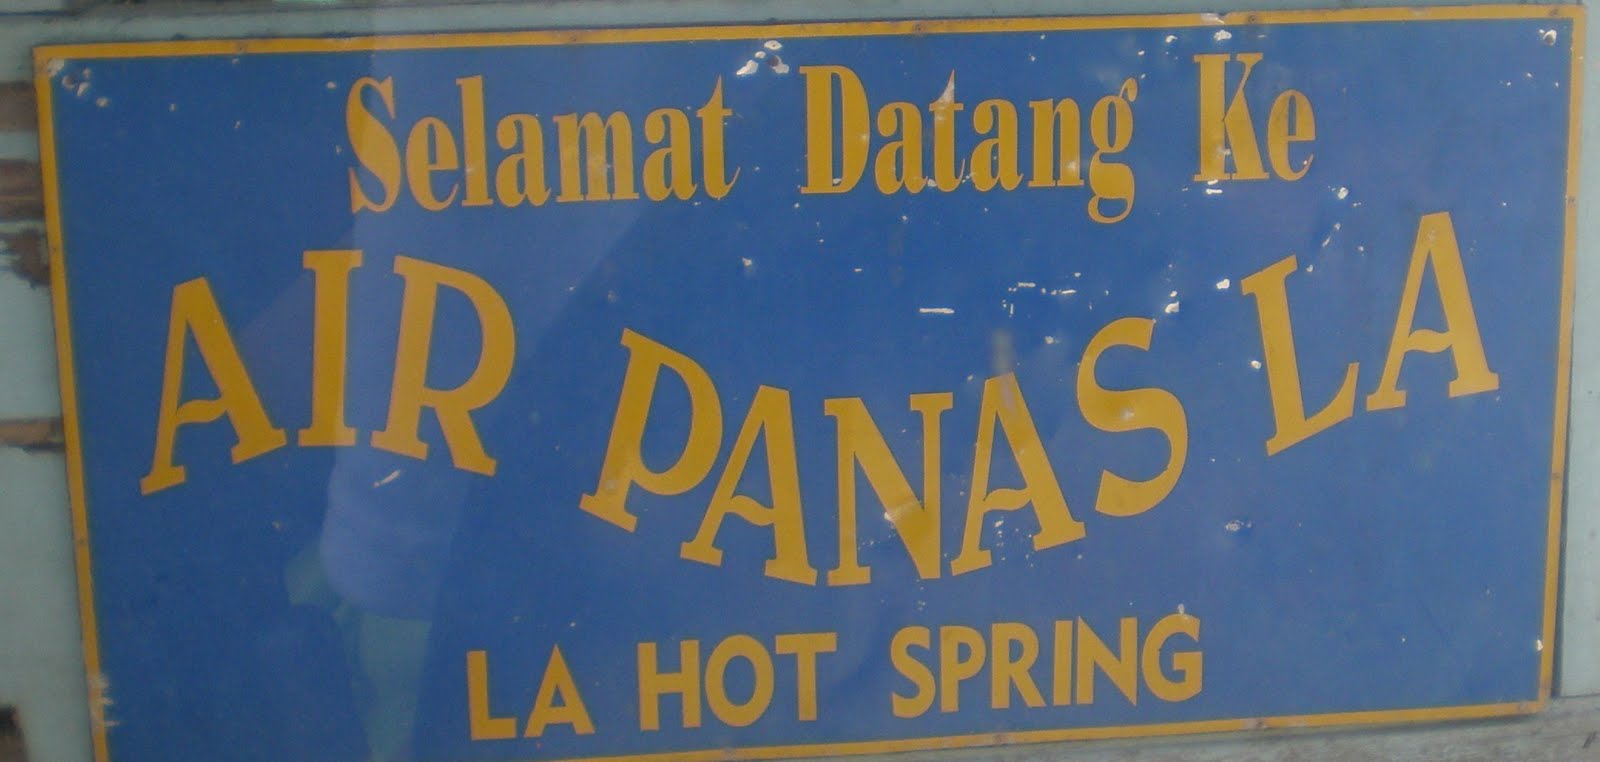 Selamat Datang Ke
AIR PANAS LA
LA HOT SPRING